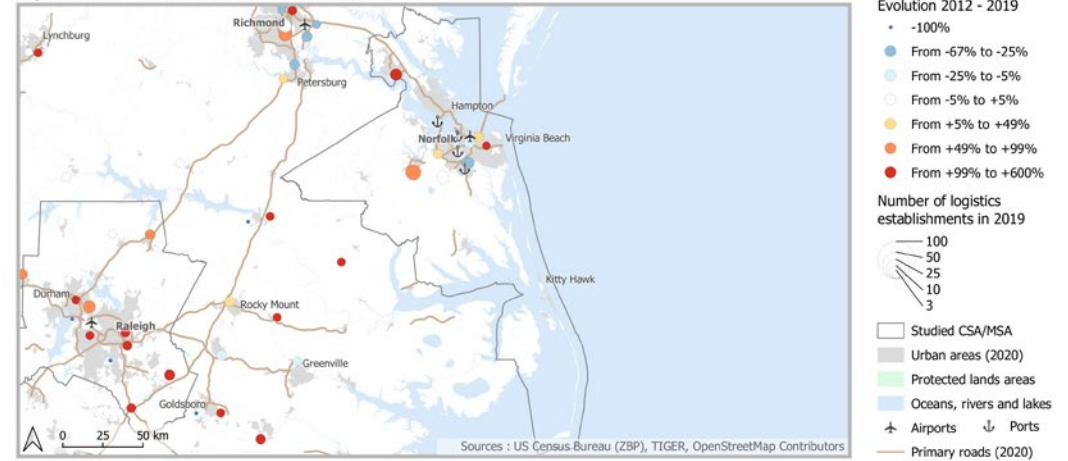 Evolution 2012 - 2019
-100%
From -67% to -25%
From -25% to -5%
From -5% to +5%
From +5% to +49%
From +49% to +99%
From +99% to +600%
Number of logistics
establishments in 2019
100
50
25
10
3
Studied CSA/MSA
Urban areas (2020)
Protected lands areas
Oceans, rivers and lakes
Airports
Ports
Primary roads (2020)
Richmond
Lynchburg
Petersburg
Hampton
Norfolk
Virginia Beach
Kitty Hawk
Durham
Rocky Mount
Raleigh
Greenville
Goldsboro
0 25 50 km
Sources : US Census Bureau (ZBP), TIGER, OpenStreetMap Contributors